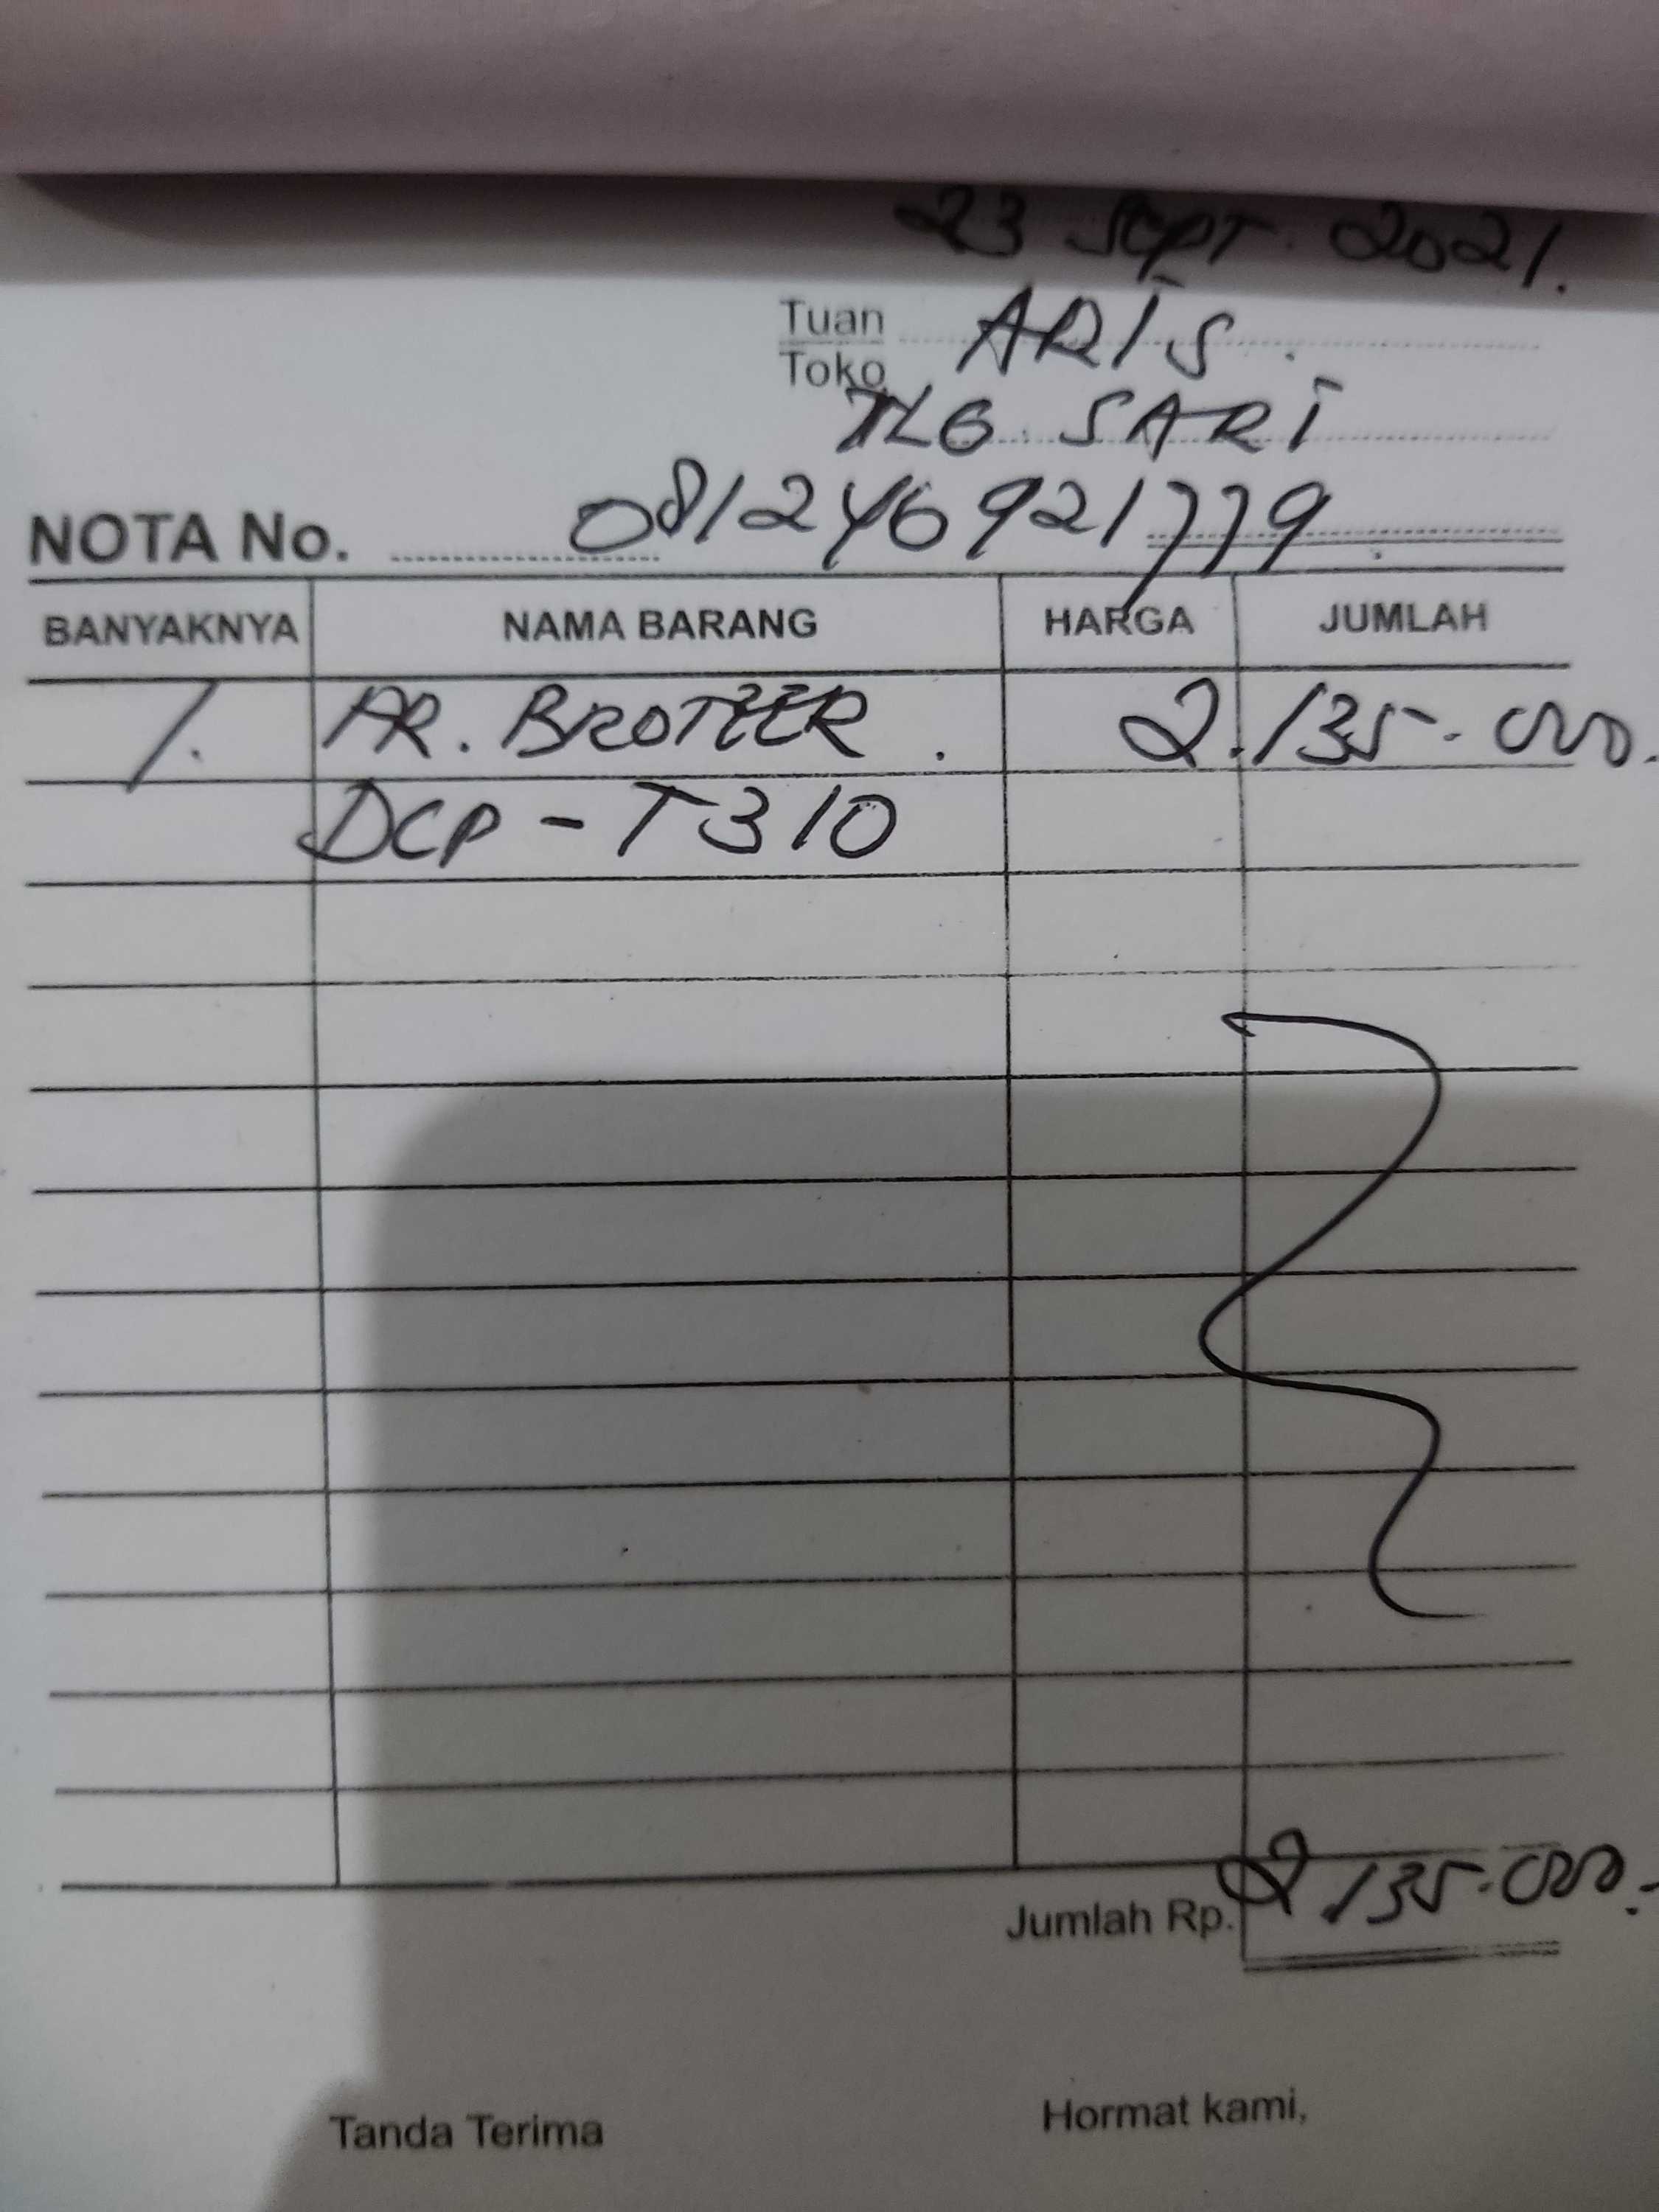 23 SEPT. 2021.
Tuan ARIS.
Toko
TLG. SARI
NOTA No. 081246921779
BANYAKNYA NAMA BARANG HARGA JUMLAH
1. PR. BROTHER. 2.135.000.
DCP-T310
Jumlah Rp. 2.135.000.-
Tanda Terima Hormat kami,